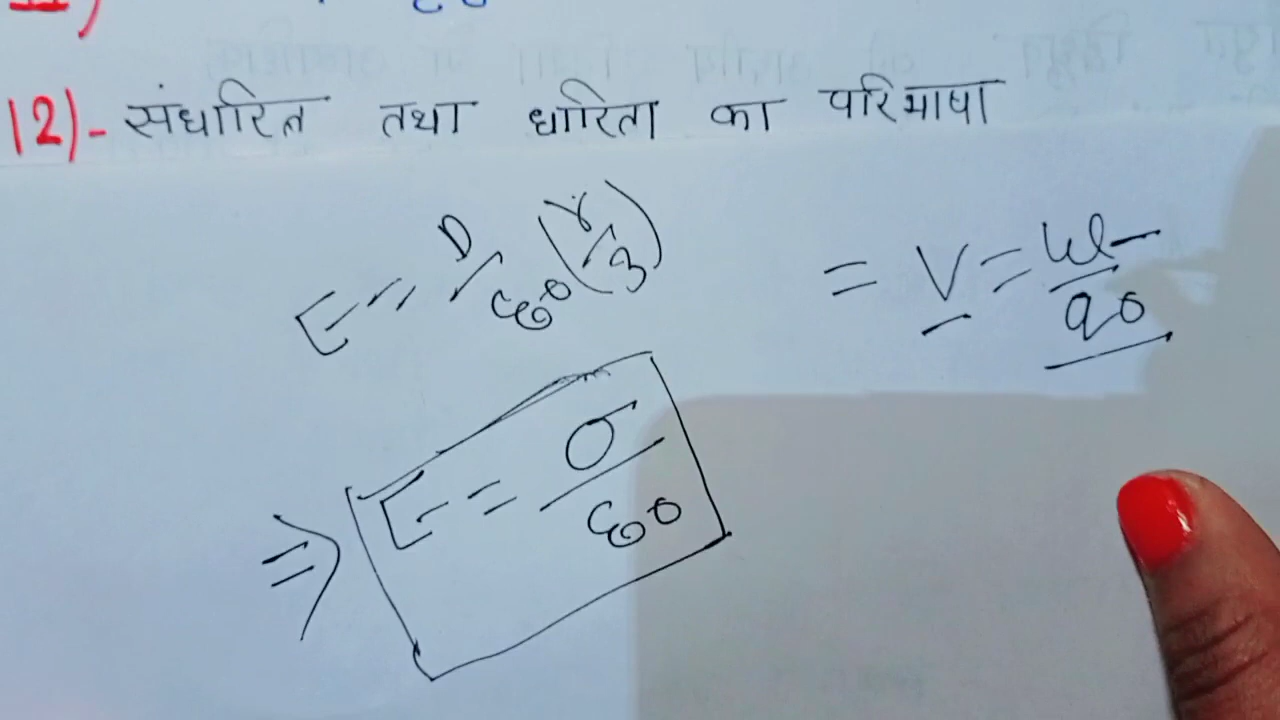 12)- संधारित्र तथा धारिता का परिभाषा
E = D/ε0 (r/3)
= V = W/q0
⇒ E = σ/ε0